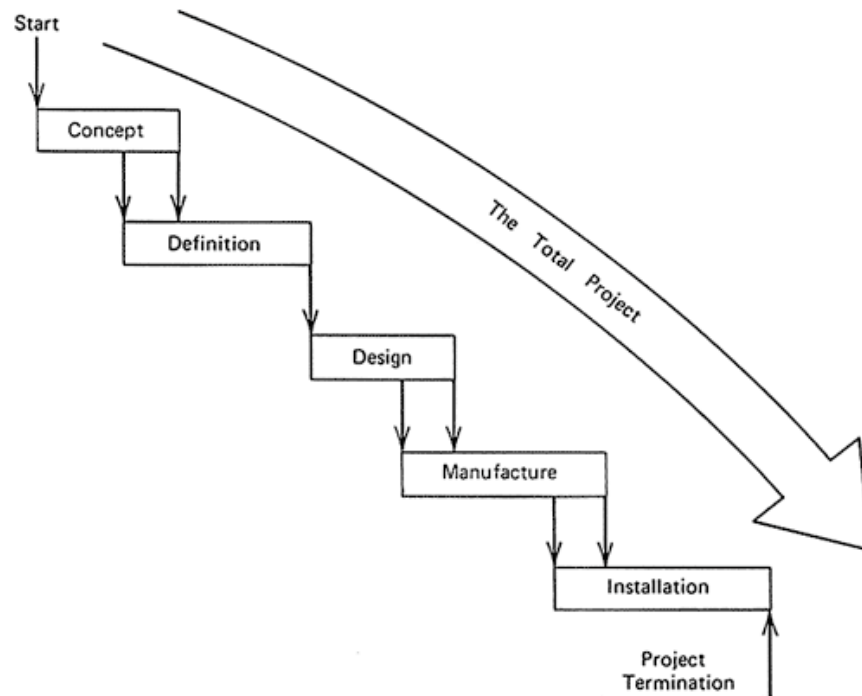 Start
Concept
Definition
The Total Project
Design
Manufacture
Installation
Project
Termination